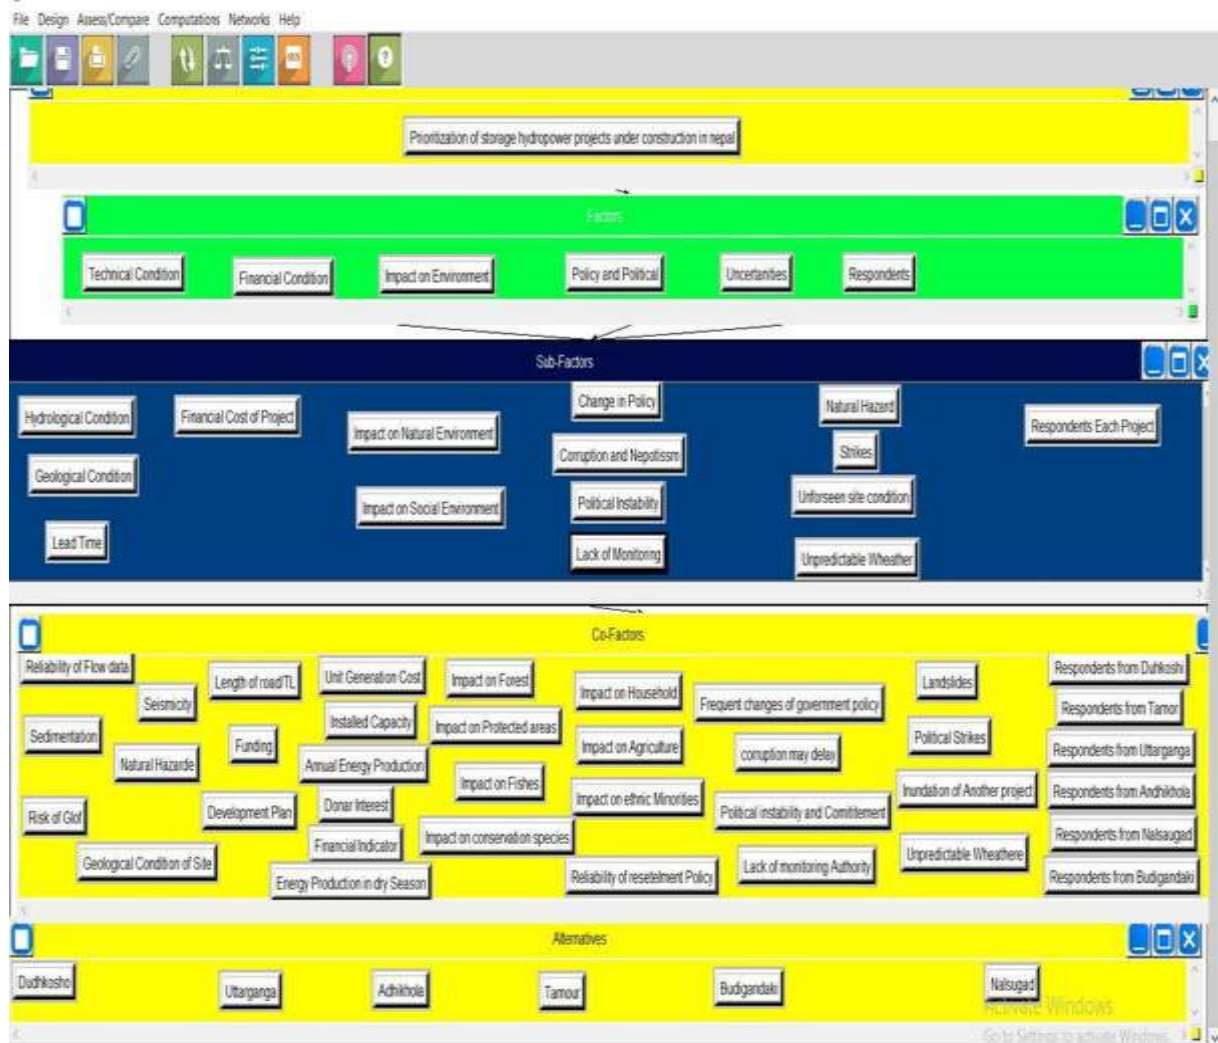 File Design Assess/Compare Computations Networks Help
Prioritization of storage hydropower projects under construction in nepal
Factors
Technical Condition
Financial Condition
Impact on Environment
Policy and Political
Uncertanities
Respondents
Sub-Factors
Hydrological Condition
Financial Cost of Project
Impact on Natural Environment
Change in Policy
Natural Hazerd
Respondents Each Project
Corruption and Nepotissm
Strikes
Geological Condition
Impact on Social Environment
Political Instability
Unforseen site condition
Lead Time
Lack of Monitoring
Unpredictable Wheather
Co-Factors
Reliability of Flow data
Seismicity
Length of road/TL
Unit Generation Cost
Impact on Forest
Impact on Household
Frequent changes of government policy
Landslides
Respondents from Duhkoshi
Sedimentation
Natural Hazarde
Funding
Installed Capacity
Impact on Protected areas
Impact on Agriculture
corruption may delay
Political Strikes
Respondents from Tamor
Annual Energy Production
Respondents from Uttarganga
Risk of Glof
Development Plan
Donar Interest
Impact on Fishes
Impact on ethnic Minorities
Political instability and Comittement
Inundation of Another project
Respondents from Andhikhola
Geological Condition of Site
Financial Indicator
Impact on conservation species
Respondents from Nalsaugad
Energy Production in dry Season
Reliability of resetelment Policy
Lack of monitoring Authority
Unpredictable Wheathere
Respondents from Budigandaki
Alternatives
Dudhkosho
Uttarganga
Adhikhola
Tamour
Budigandaki
Nalsugad
Activate Windows
Go to Settings to activate Windows.